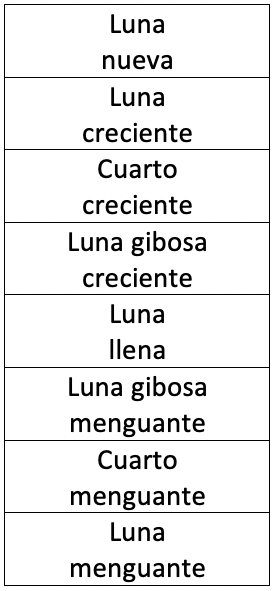 Luna
nueva
Luna
creciente
Cuarto
creciente
Luna gibosa
creciente
Luna
llena
Luna gibosa
menguante
Cuarto
menguante
Luna
menguante